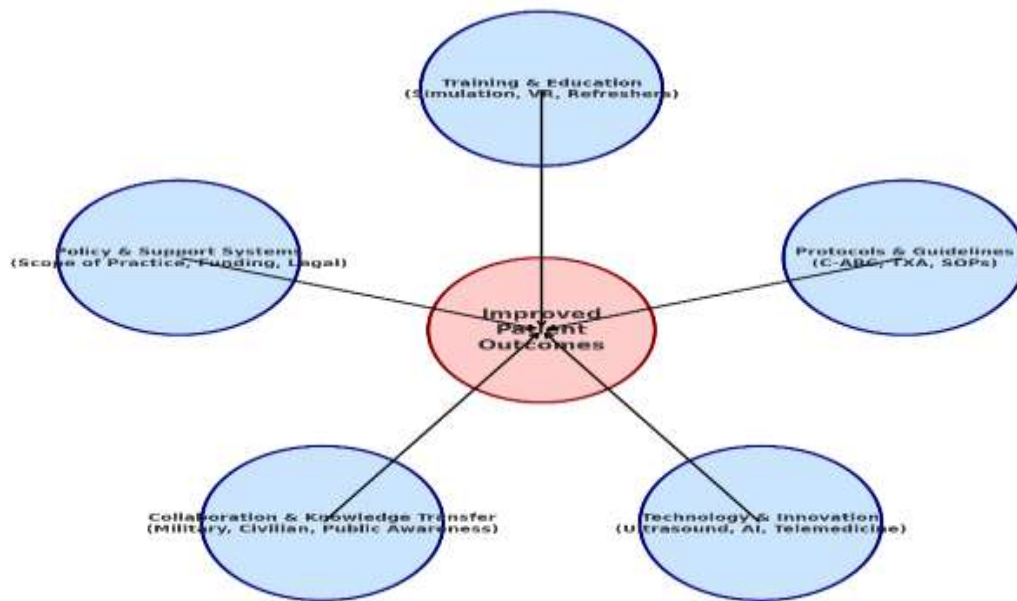 Training & Education
(Simulation, VR, Refreshers)
Policy & Support Systems
(Scope of Practice, Funding, Legal)
Protocols & Guidelines
(C-ABC, TXA, SOPs)
Improved
Patient
Outcomes
Collaboration & Knowledge Transfer
(Military, Civilian, Public Awareness)
Technology & Innovation
(Ultrasound, AI, Telemedicine)